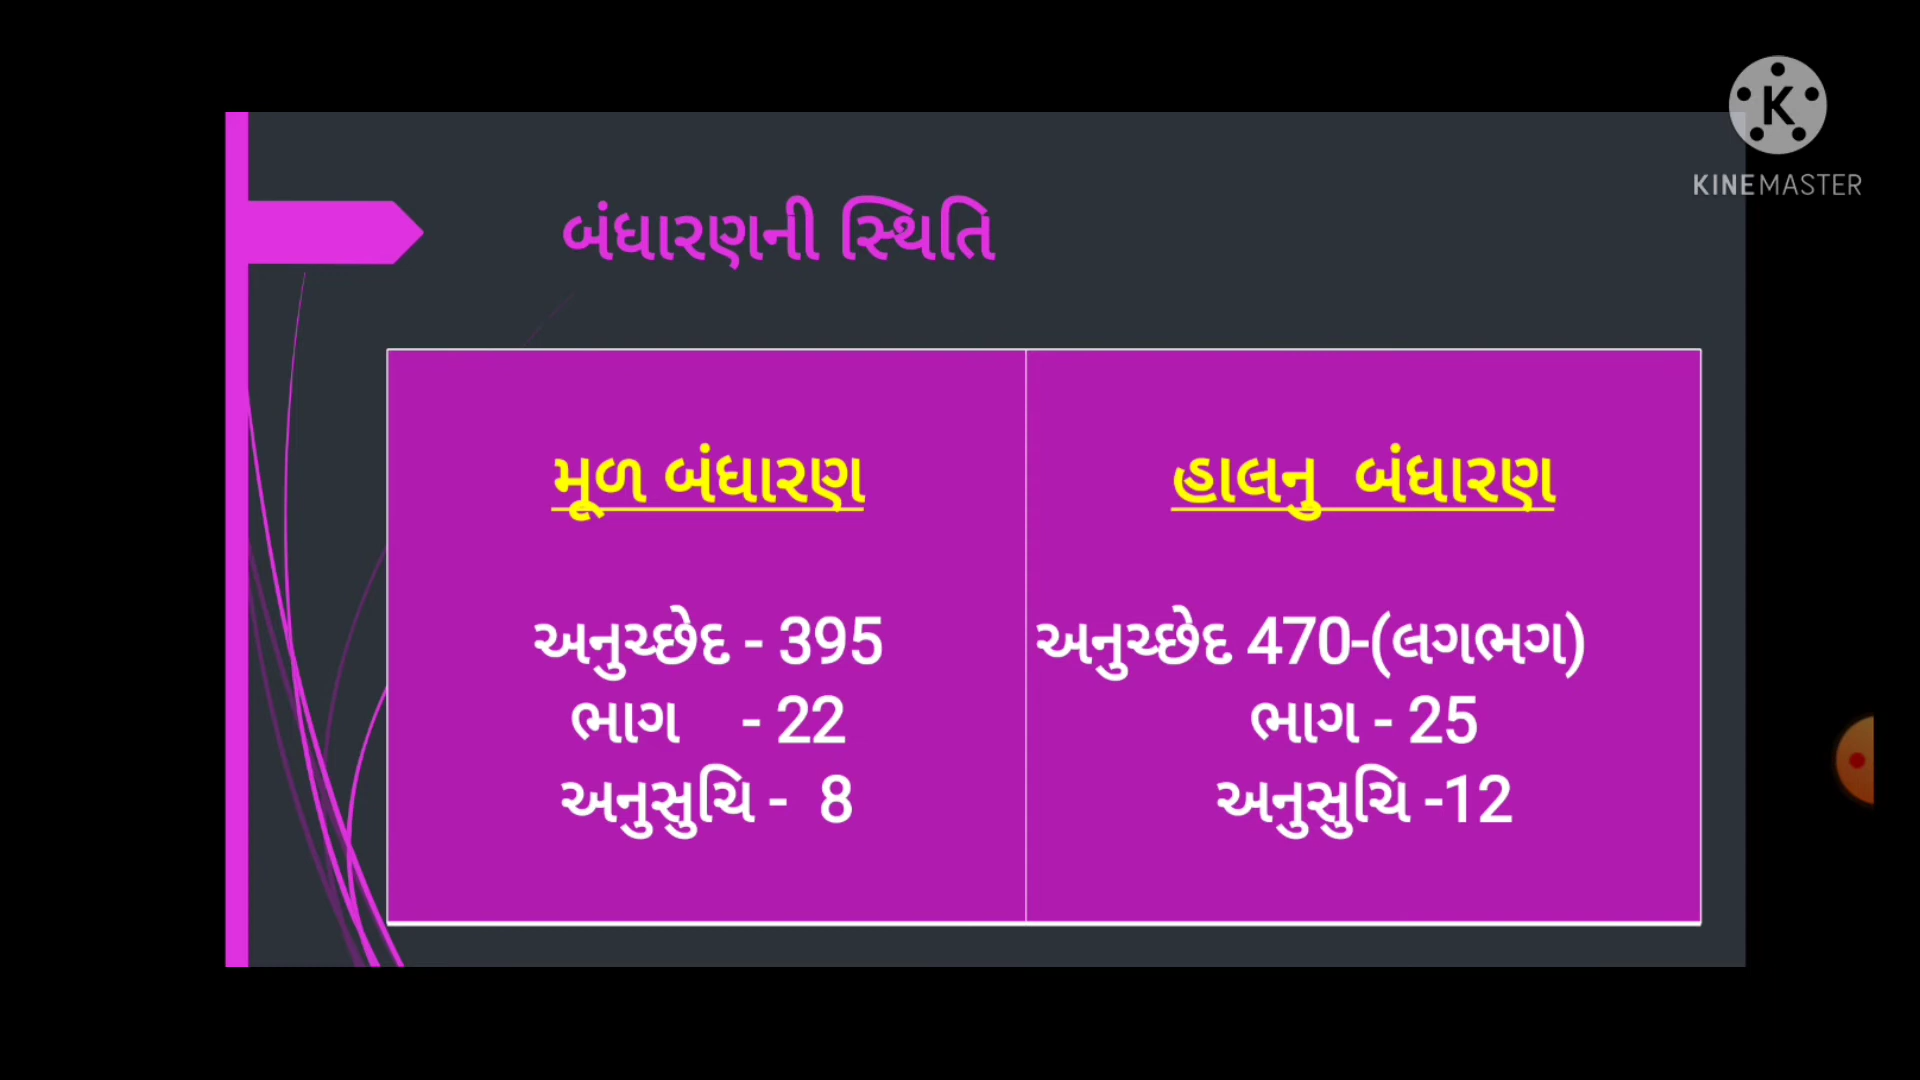 K
KINEMASTER
બંધારણની સ્થિતિ
મૂળ બંધારણ
અનુચ્છેદ - 395
ભાગ - 22
અનુસુચિ - 8
હાલનુ બંધારણ
અનુચ્છેદ 470-(લગભગ)
ભાગ - 25
અનુસુચિ -12